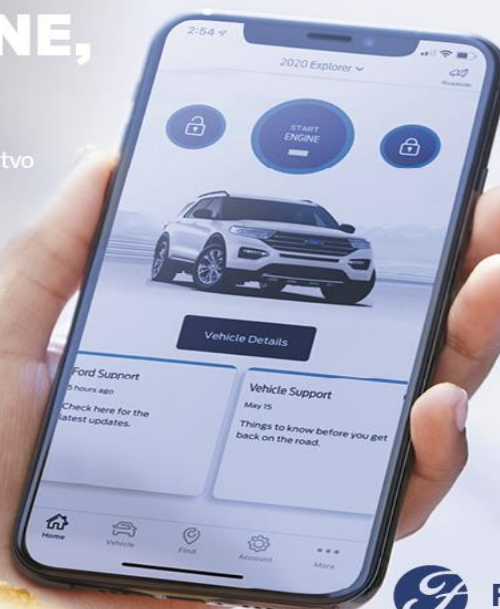 NE,
tvo
2:54
2020 Explorer
Roadside
START
ENGINE
Vehicle Details
Ford Support
5 hours ago
Check here for the
latest updates.
Vehicle Support
May 15
Things to know before you get
back on the road.
Home
Vehicle
Find
Account
More